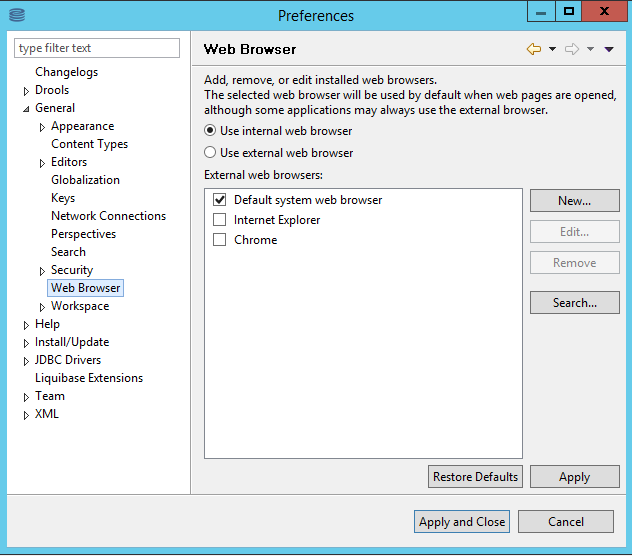 Preferences
type filter text
Changelogs
Drools
General
Appearance
Content Types
Editors
Globalization
Keys
Network Connections
Perspectives
Search
Security
Web Browser
Workspace
Help
Install/Update
JDBC Drivers
Liquibase Extensions
Team
XML
Web Browser
Add, remove, or edit installed web browsers.
The selected web browser will be used by default when web pages are opened,
although some applications may always use the external browser.
Use internal web browser
Use external web browser
External web browsers:
Default system web browser
Internet Explorer
Chrome
New...
Edit...
Remove
Search...
Restore Defaults
Apply
Apply and Close
Cancel